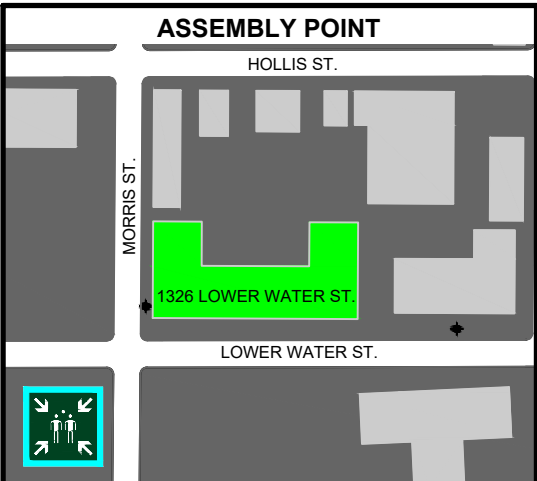 ASSEMBLY POINT
HOLLIS ST.
MORRIS ST.
1326 LOWER WATER ST.
LOWER WATER ST.